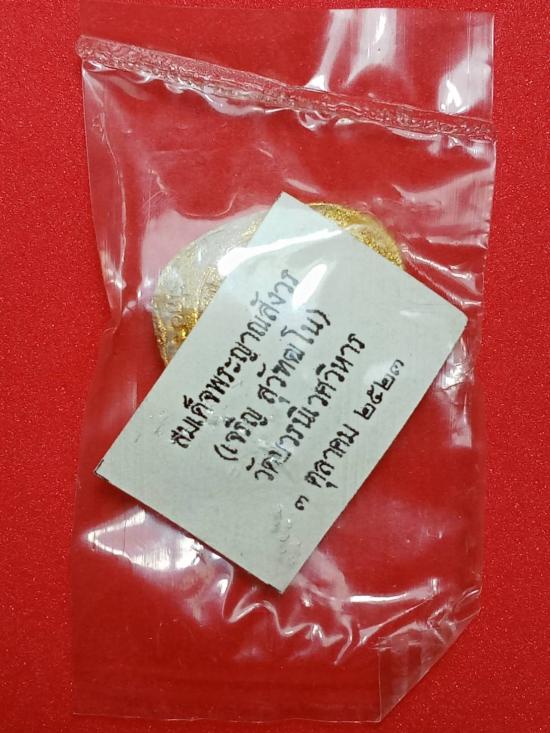 สมเด็จพระญาณสังวร
(เจริญ สุวัฑฒโน)
วัดบวรนิเวศวิหาร
๓ ตุลาคม ๒๕๒๓